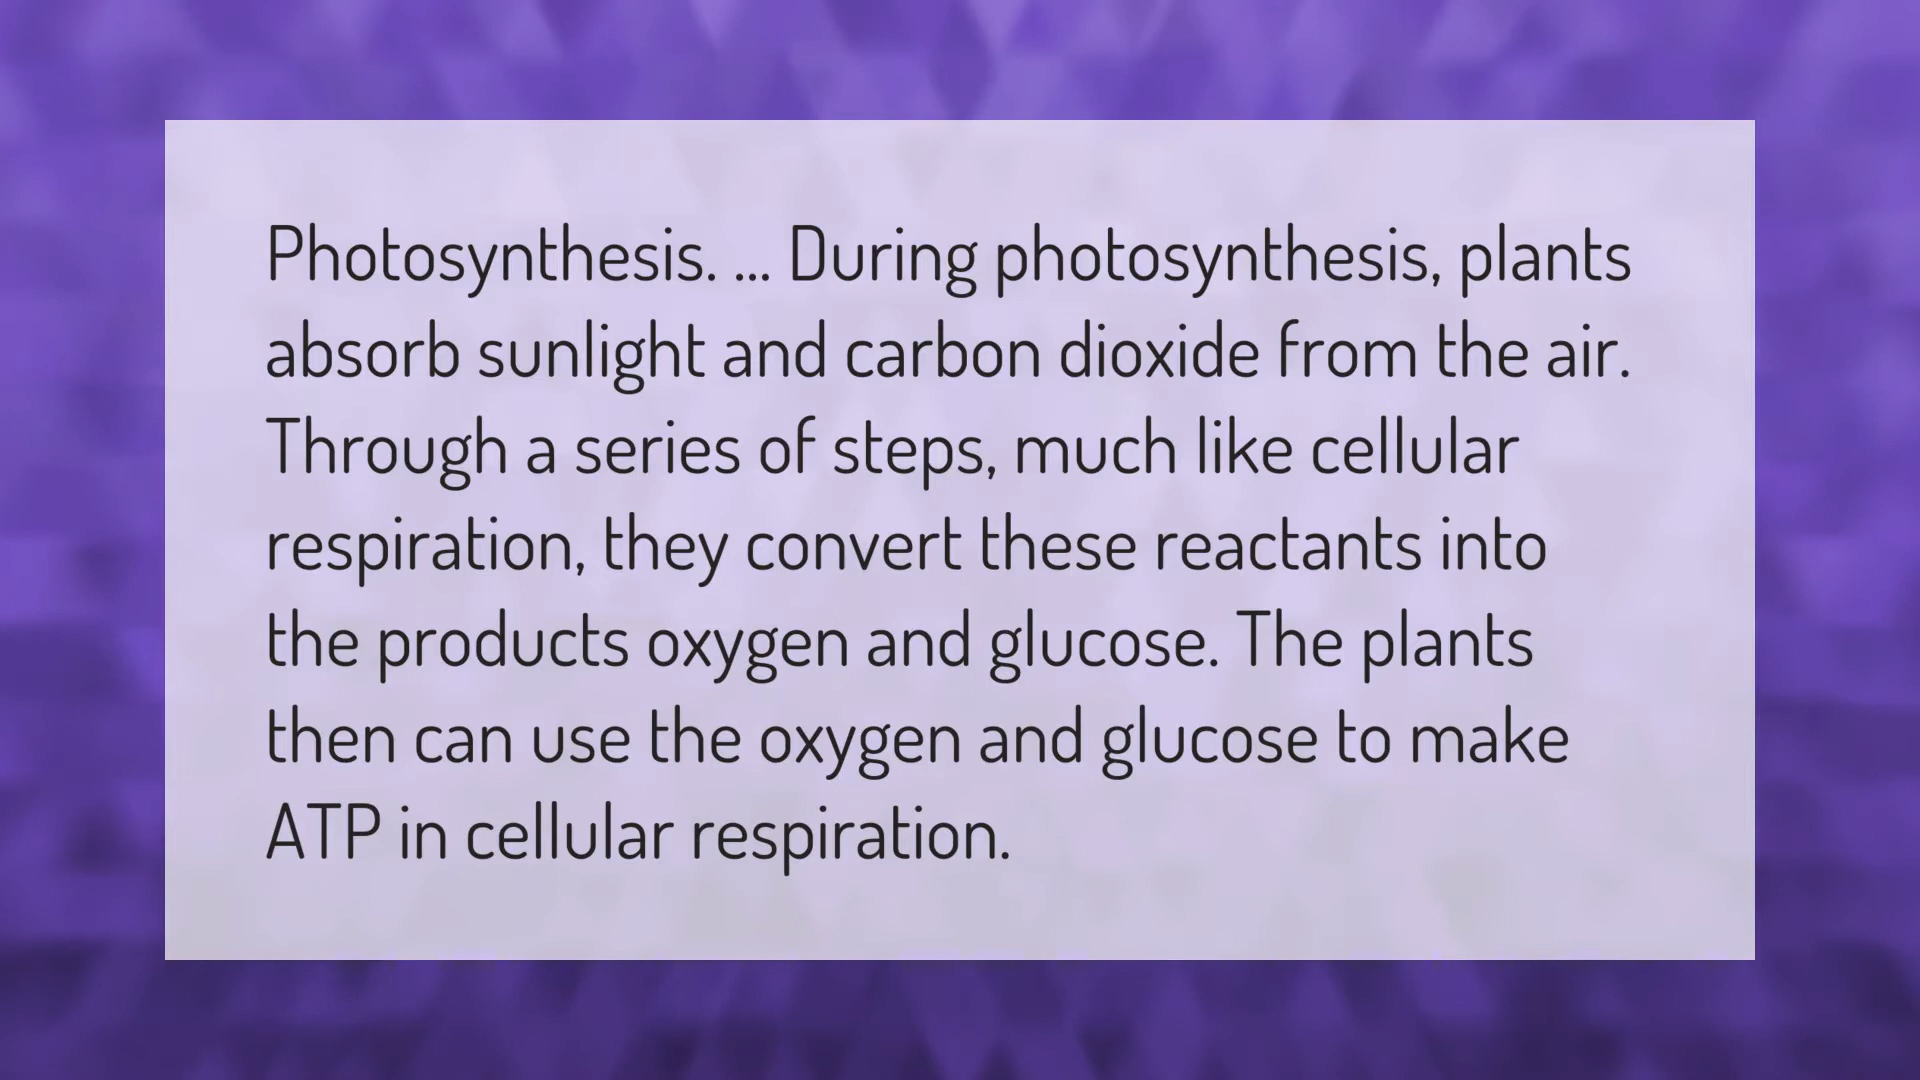 Photosynthesis. ... During photosynthesis, plants
absorb sunlight and carbon dioxide from the air.
Through a series of steps, much like cellular
respiration, they convert these reactants into
the products oxygen and glucose. The plants
then can use the oxygen and glucose to make
ATP in cellular respiration.